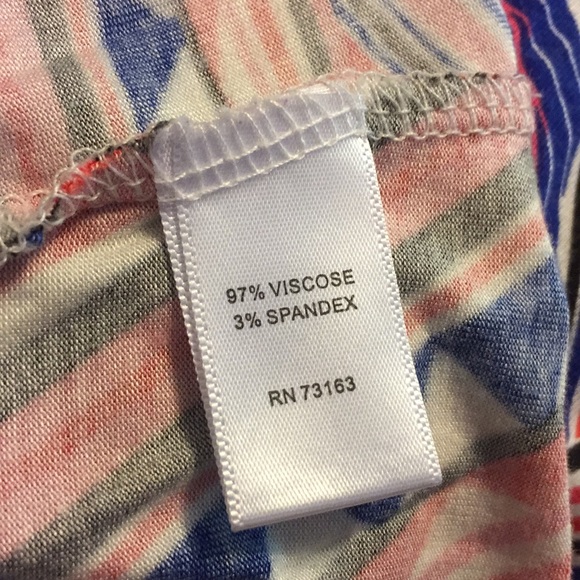 97% VISCOSE
3% SPANDEX
RN 73163